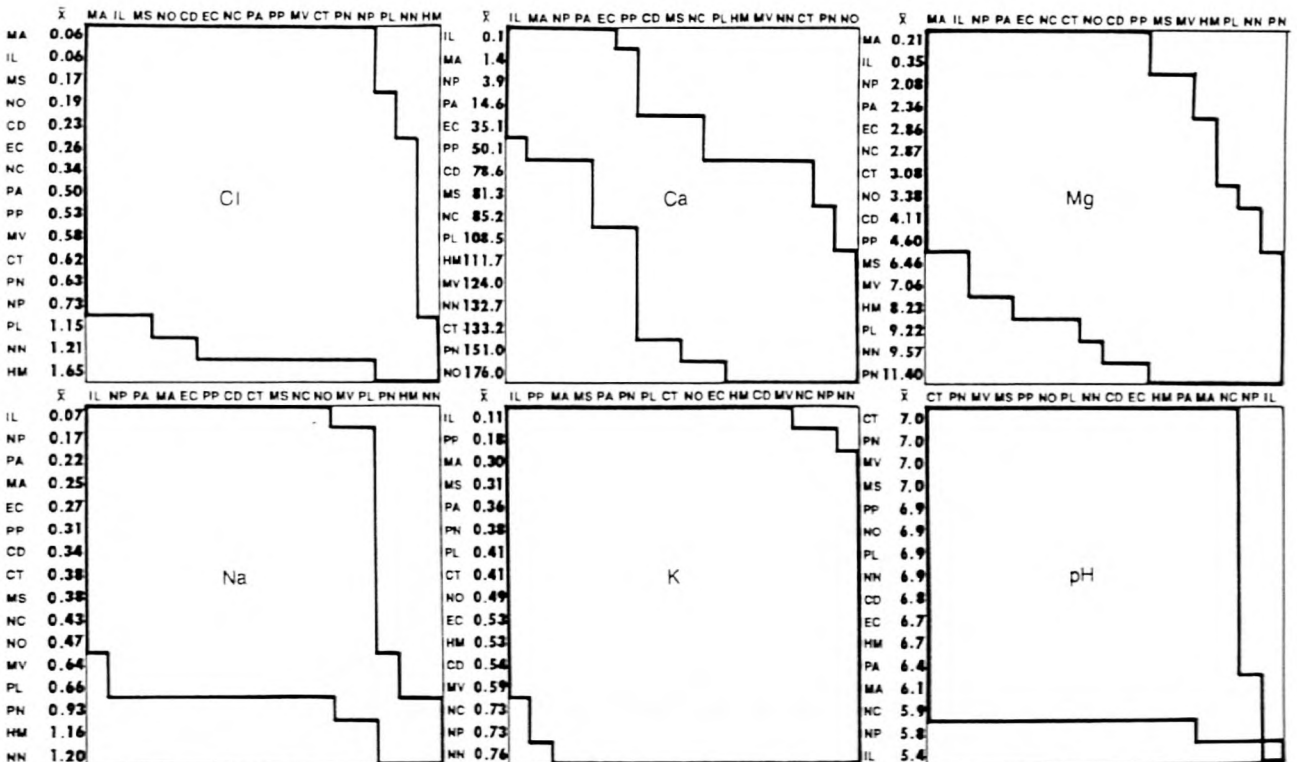 x̄ MA IL MS NO CD EC NC PA PP MV CT PN NP PL NN HM
MA 0.06
IL 0.06
MS 0.17
NO 0.19
CD 0.23
EC 0.26
NC 0.34
PA 0.50
PP 0.53
MV 0.58
CT 0.62
PN 0.63
NP 0.73
PL 1.15
NN 1.21
HM 1.65
Cl
x̄ IL MA NP PA EC PP CD MS NC PL HM MV NN CT PN NO
IL 0.1
MA 1.4
NP 3.9
PA 14.6
EC 35.1
PP 50.1
CD 78.6
MS 81.3
NC 85.2
PL 108.5
HM 111.7
MV 124.0
NN 132.7
CT 133.2
PN 151.0
NO 176.0
Ca
x̄ MA IL NP PA EC NC CT NO CD PP MS MV HM PL NN PN
MA 0.21
IL 0.35
NP 2.08
PA 2.36
EC 2.86
NC 2.87
CT 3.08
NO 3.38
CD 4.11
PP 4.60
MS 6.46
MV 7.06
HM 8.23
PL 9.22
NN 9.57
PN 11.40
Mg
x̄ IL NP PA MA EC PP CD CT MS NC NO MV PL PN HM NN
IL 0.07
NP 0.17
PA 0.22
MA 0.25
EC 0.27
PP 0.31
CD 0.34
CT 0.38
MS 0.38
NC 0.43
NO 0.47
MV 0.64
PL 0.66
PN 0.93
HM 1.16
NN 1.20
Na
x̄ IL PP MA MS PA PN PL CT NO EC HM CD MV NC NP NN
IL 0.11
PP 0.18
MA 0.30
MS 0.31
PA 0.36
PN 0.38
PL 0.41
CT 0.41
NO 0.49
EC 0.53
HM 0.53
CD 0.54
MV 0.59
NC 0.73
NP 0.73
NN 0.76
K
x̄ CT PN MV MS PP NO PL NN CD EC HM PA MA NC NP IL
CT 7.0
PN 7.0
MV 7.0
MS 7.0
PP 6.9
NO 6.9
PL 6.9
NN 6.9
CD 6.8
EC 6.7
HM 6.7
PA 6.4
MA 6.1
NC 5.9
NP 5.8
IL 5.4
pH